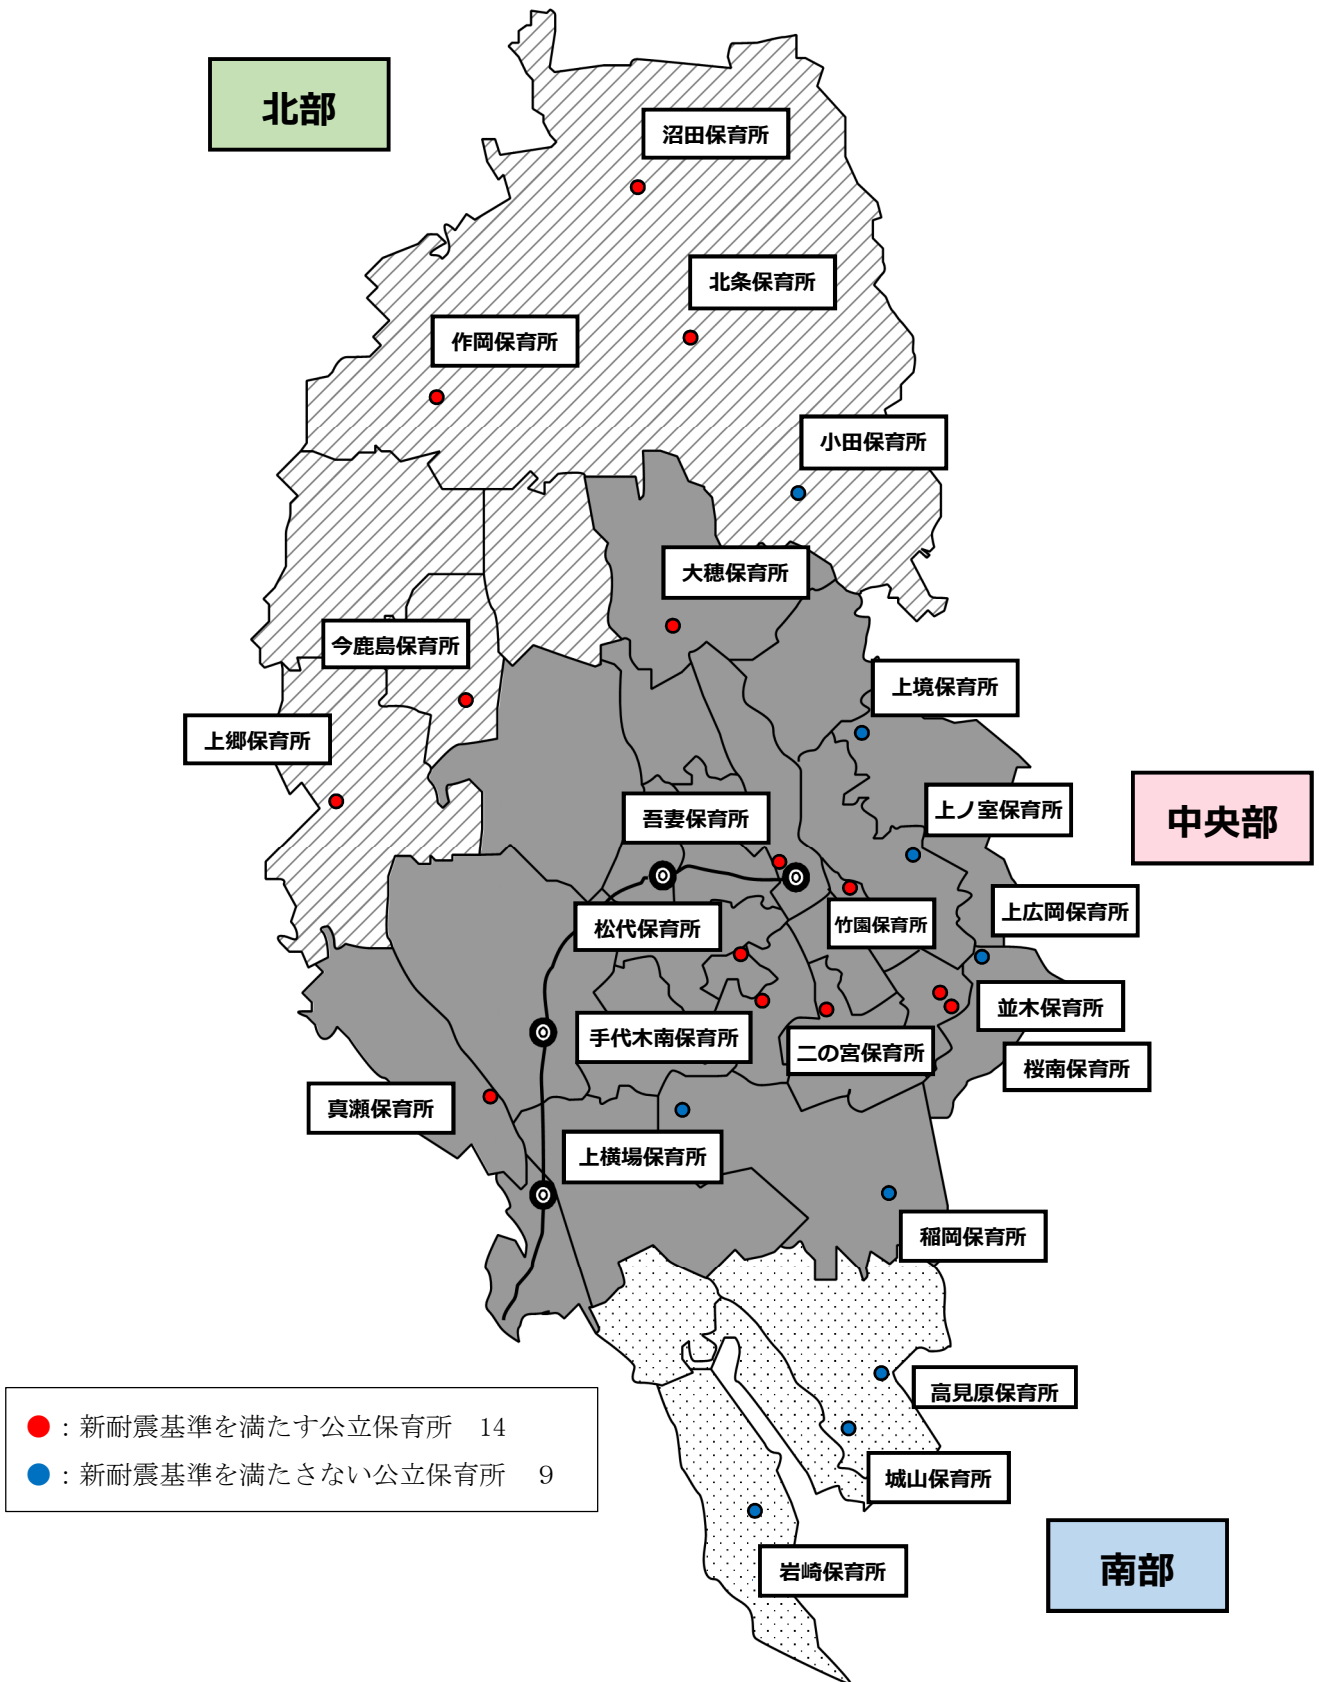 北部
沼田保育所
北条保育所
作岡保育所
小田保育所
大穂保育所
今鹿島保育所
上境保育所
上郷保育所
中央部
吾妻保育所
上ノ室保育所
上広岡保育所
松代保育所
竹園保育所
並木保育所
手代木南保育所
二の宮保育所
桜南保育所
真瀬保育所
上横場保育所
稲岡保育所
高見原保育所
●：新耐震基準を満たす公立保育所 14
●：新耐震基準を満たさない公立保育所 9
城山保育所
岩崎保育所
南部